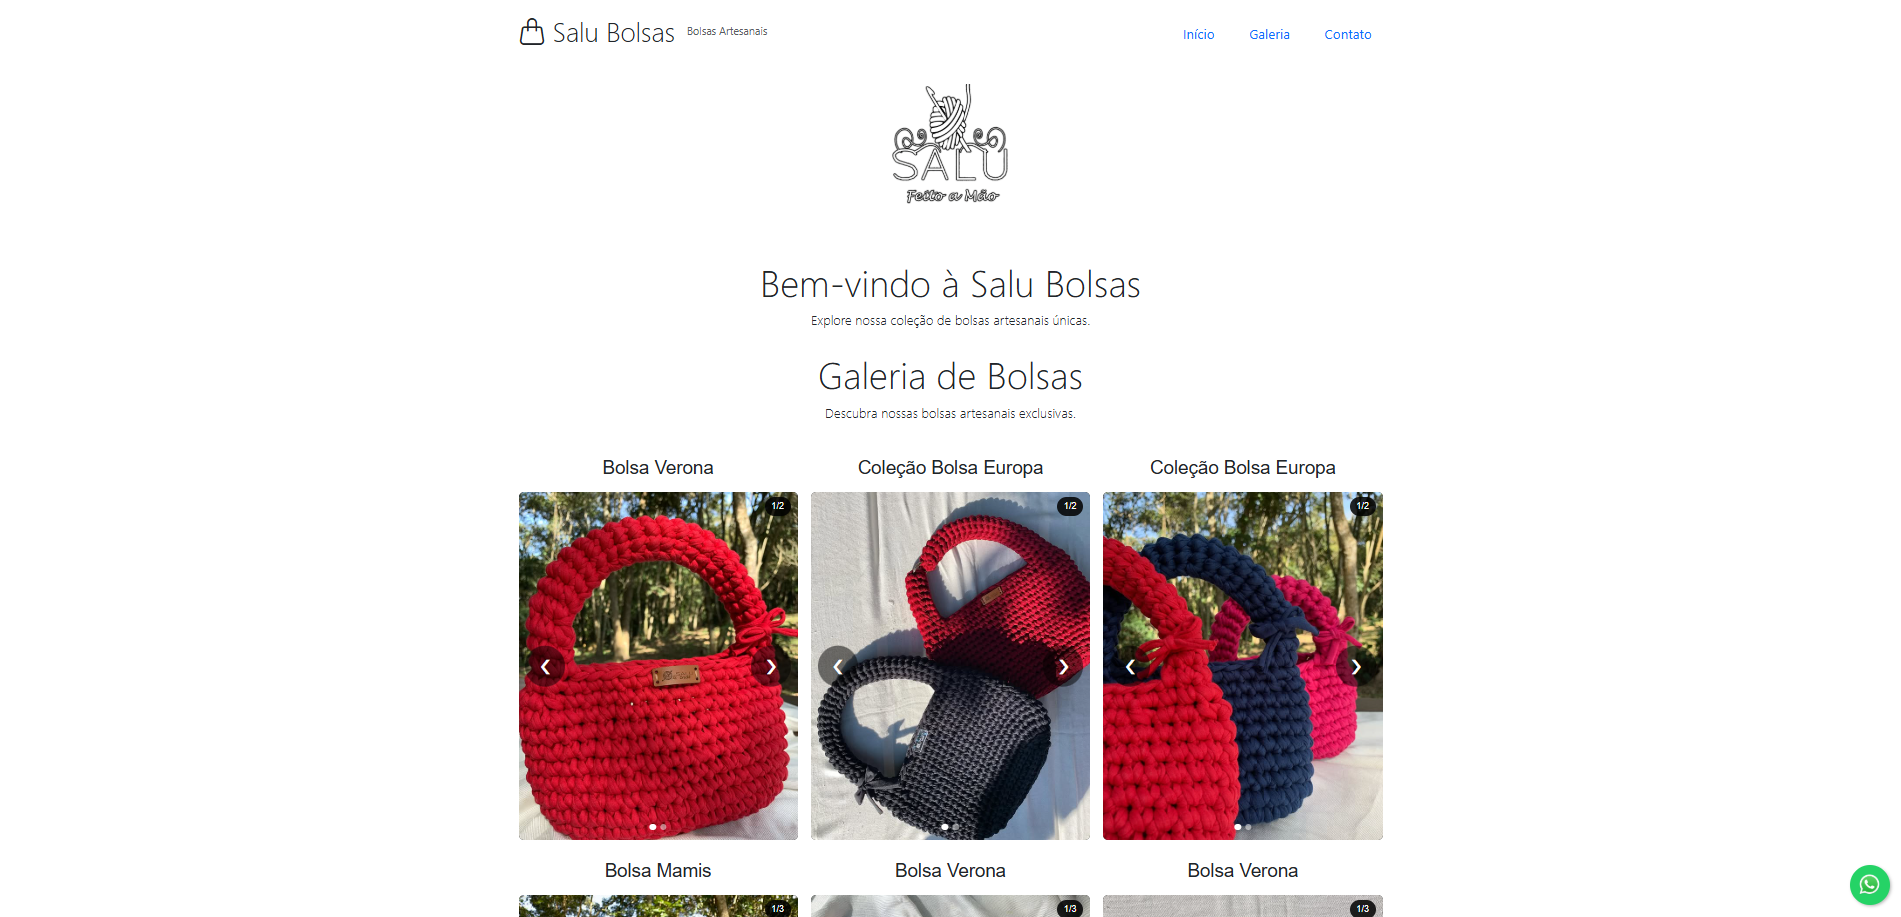 Salu Bolsas Bolsas Artesanais
Início Galeria Contato
SALU
Feito a Mão
Bem-vindo à Salu Bolsas
Explore nossa coleção de bolsas artesanais únicas.
Galeria de Bolsas
Descubra nossas bolsas artesanais exclusivas.
Bolsa Verona
1/2
Coleção Bolsa Europa
1/2
Coleção Bolsa Europa
1/2
Bolsa Mamis
1/3
Bolsa Verona
1/3
Bolsa Verona
1/3